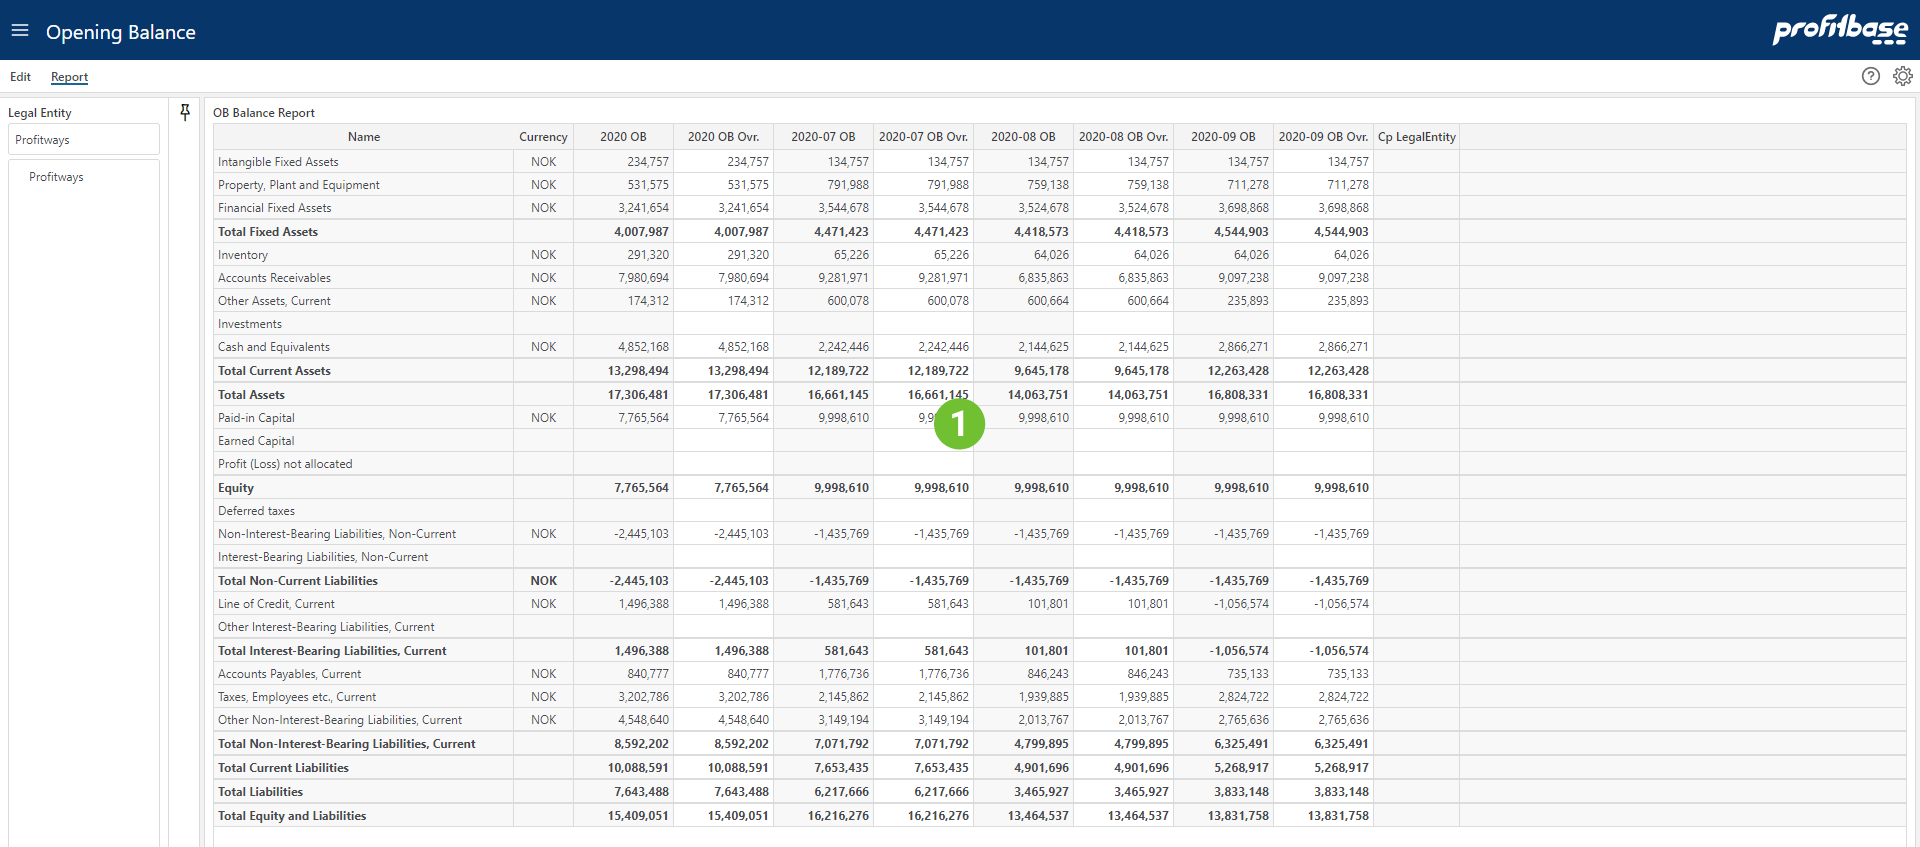 Opening Balance
profitbase
Edit Report
Legal Entity
Profitways
Profitways
OB Balance Report
Name Currency 2020 OB 2020 OB Ovr. 2020-07 OB 2020-07 OB Ovr. 2020-08 OB 2020-08 OB Ovr. 2020-09 OB 2020-09 OB Ovr. Cp LegalEntity
Intangible Fixed Assets NOK 234,757 234,757 134,757 134,757 134,757 134,757 134,757 134,757
Property, Plant and Equipment NOK 531,575 531,575 791,988 791,988 759,138 759,138 711,278 711,278
Financial Fixed Assets NOK 3,241,654 3,241,654 3,544,678 3,544,678 3,524,678 3,524,678 3,698,868 3,698,868
Total Fixed Assets 4,007,987 4,007,987 4,471,423 4,471,423 4,418,573 4,418,573 4,544,903 4,544,903
Inventory NOK 291,320 291,320 65,226 65,226 64,026 64,026 64,026 64,026
Accounts Receivables NOK 7,980,694 7,980,694 9,281,971 9,281,971 6,835,863 6,835,863 9,097,238 9,097,238
Other Assets, Current NOK 174,312 174,312 600,078 600,078 600,664 600,664 235,893 235,893
Investments
Cash and Equivalents NOK 4,852,168 4,852,168 2,242,446 2,242,446 2,144,625 2,144,625 2,866,271 2,866,271
Total Current Assets 13,298,494 13,298,494 12,189,722 12,189,722 9,645,178 9,645,178 12,263,428 12,263,428
Total Assets 17,306,481 17,306,481 16,661,145 16,661,145 14,063,751 14,063,751 16,808,331 16,808,331
Paid-in Capital NOK 7,765,564 7,765,564 9,998,610 1 9,998,610 9,998,610 9,998,610 9,998,610
Earned Capital
Profit (Loss) not allocated
Equity 7,765,564 7,765,564 9,998,610 9,998,610 9,998,610 9,998,610 9,998,610 9,998,610
Deferred taxes
Non-Interest-Bearing Liabilities, Non-Current NOK -2,445,103 -2,445,103 -1,435,769 -1,435,769 -1,435,769 -1,435,769 -1,435,769 -1,435,769
Interest-Bearing Liabilities, Non-Current
Total Non-Current Liabilities NOK -2,445,103 -2,445,103 -1,435,769 -1,435,769 -1,435,769 -1,435,769 -1,435,769 -1,435,769
Line of Credit, Current NOK 1,496,388 1,496,388 581,643 581,643 101,801 101,801 -1,056,574 -1,056,574
Other Interest-Bearing Liabilities, Current
Total Interest-Bearing Liabilities, Current 1,496,388 1,496,388 581,643 581,643 101,801 101,801 -1,056,574 -1,056,574
Accounts Payables, Current NOK 840,777 840,777 1,776,736 1,776,736 846,243 846,243 735,133 735,133
Taxes, Employees etc., Current NOK 3,202,786 3,202,786 2,145,862 2,145,862 1,939,885 1,939,885 2,824,722 2,824,722
Other Non-Interest-Bearing Liabilities, Current NOK 4,548,640 4,548,640 3,149,194 3,149,194 2,013,767 2,013,767 2,765,636 2,765,636
Total Non-Interest-Bearing Liabilities, Current 8,592,202 8,592,202 7,071,792 7,071,792 4,799,895 4,799,895 6,325,491 6,325,491
Total Current Liabilities 10,088,591 10,088,591 7,653,435 7,653,435 4,901,696 4,901,696 5,268,917 5,268,917
Total Liabilities 7,643,488 7,643,488 6,217,666 6,217,666 3,465,927 3,465,927 3,833,148 3,833,148
Total Equity and Liabilities 15,409,051 15,409,051 16,216,276 16,216,276 13,464,537 13,464,537 13,831,758 13,831,758